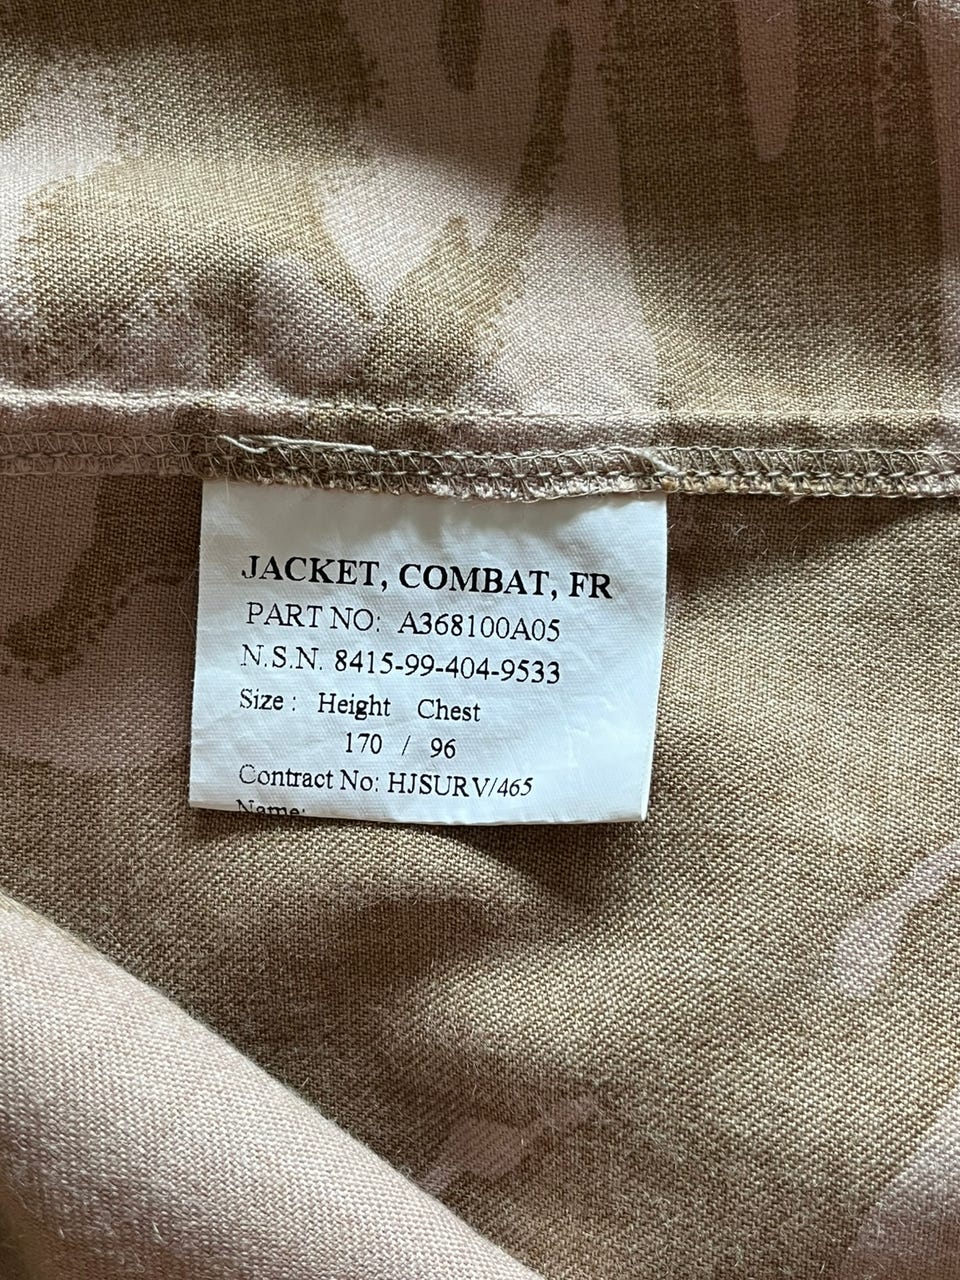 JACKET, COMBAT, FR
PART NO: A368100A05
N.S.N. 8415-99-404-9533
Size : Height Chest
170 / 96
Contract No: HJSURV/465
Name: